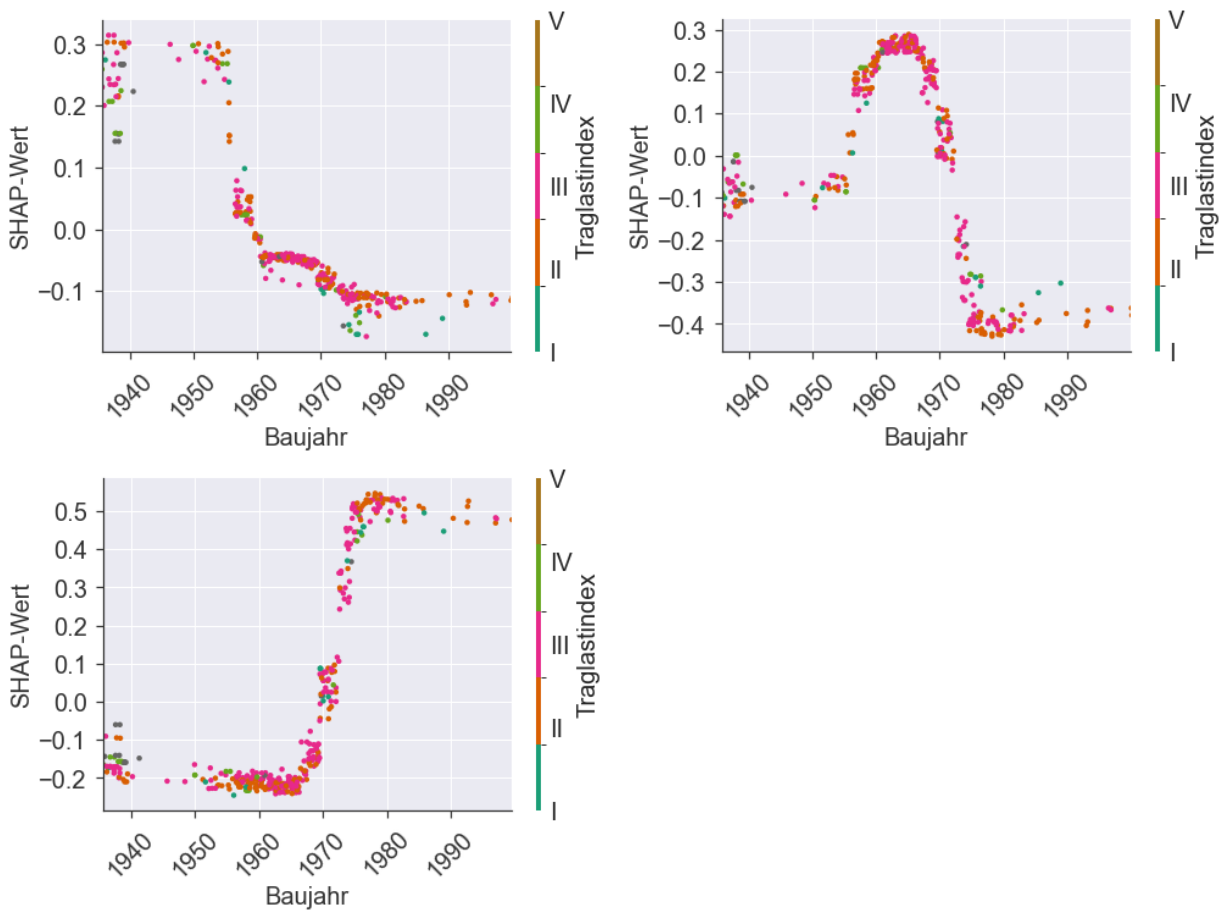 0.3
0.2
0.1
0.0
−0.1
SHAP-Wert
1940
1950
1960
1970
1980
1990
Baujahr
V
IV
III
II
I
Traglastindex
0.3
0.2
0.1
0.0
−0.1
−0.2
−0.3
−0.4
SHAP-Wert
1940
1950
1960
1970
1980
1990
Baujahr
V
IV
III
II
I
Traglastindex
0.5
0.4
0.3
0.2
0.1
0.0
−0.1
−0.2
SHAP-Wert
1940
1950
1960
1970
1980
1990
Baujahr
V
IV
III
II
I
Traglastindex